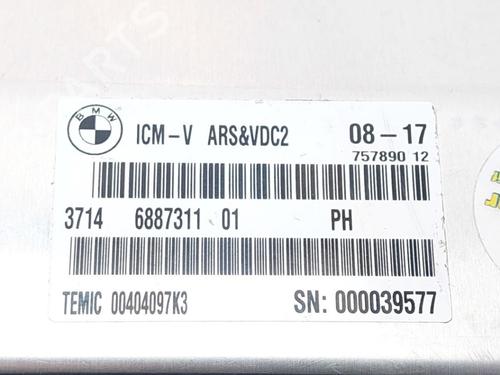 BMW
ICM-V ARS&VDC2 08-17
757890 12
3714 6887311 01 PH
TEMIC 00404097K3 SN: 000039577